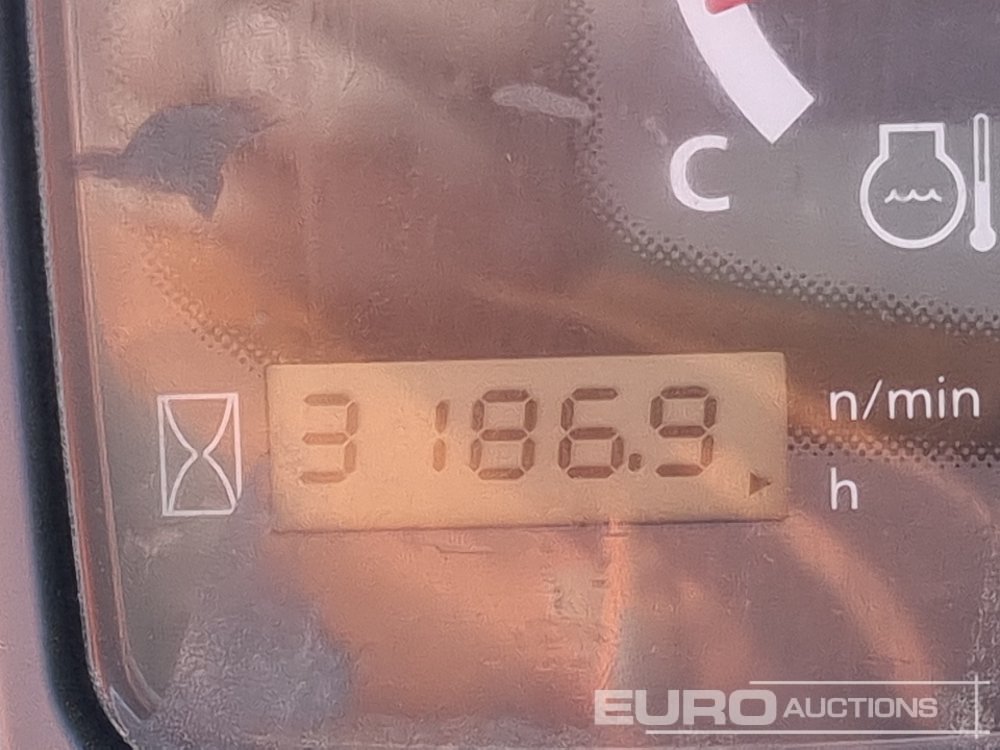 C
n/min
3186.9
h
EURO AUCTIONS